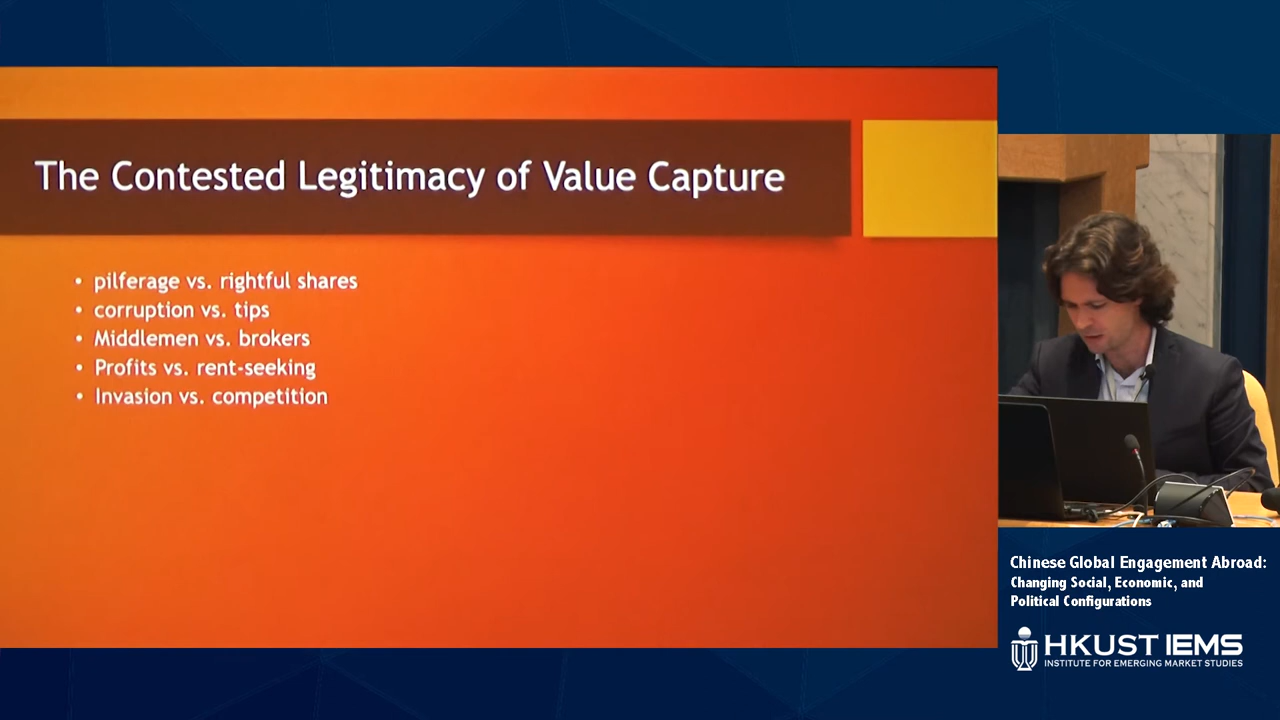 The Contested Legitimacy of Value Capture
• pilferage vs. rightful shares
• corruption vs. tips
• Middlemen vs. brokers
• Profits vs. rent-seeking
• Invasion vs. competition
Chinese Global Engagement Abroad:
Changing Social, Economic, and
Political Configurations
HKUST IEMS
INSTITUTE FOR EMERGING MARKET STUDIES